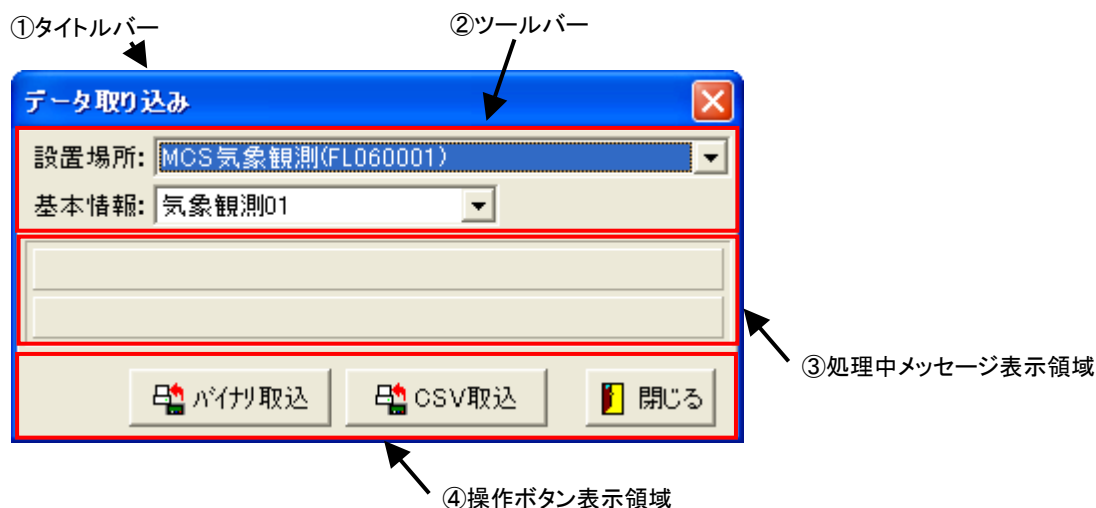 ①タイトルバー
②ツールバー
データ取り込み
設置場所: MCS気象観測(FL060001)
基本情報: 気象観測01
③処理中メッセージ表示領域
バイナリ取込 CSV取込 閉じる
④操作ボタン表示領域